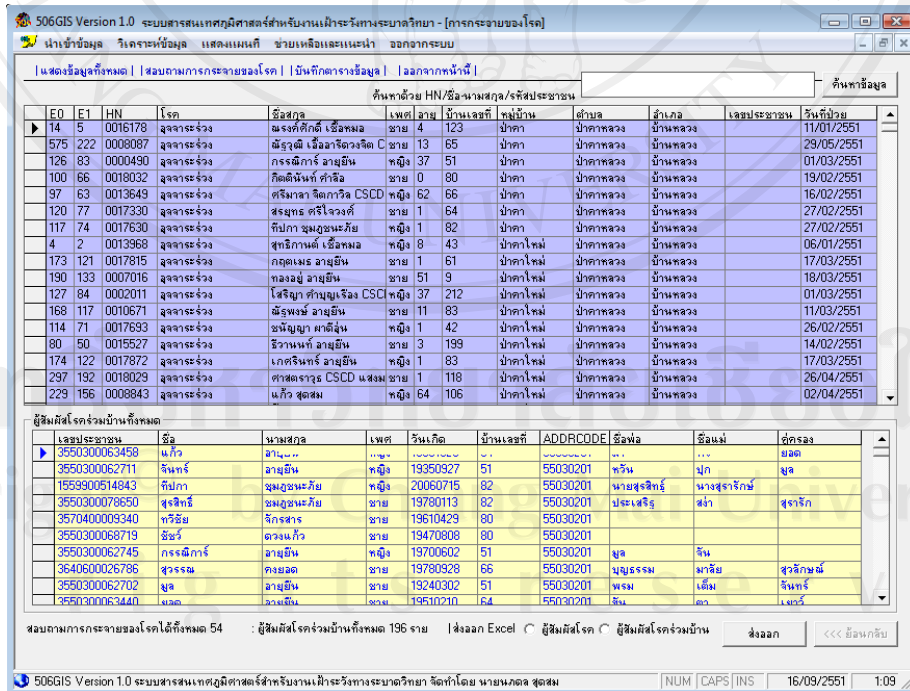 506GIS Version 1.0 ระบบสารสนเทศภูมิศาสตร์สำหรับงานเฝ้าระวังทางระบาดวิทยา - [การกระจายของโรค]
นำเข้าข้อมูล วิเคราะห์ข้อมูล แสดงแผนที่ ช่วยเหลือและแนะนำ ออกจากระบบ
|แสดงข้อมูลทั้งหมด| |สอบถามการกระจายของโรค| |บันทึกตารางข้อมูล| |ออกจากหน้านี้|
ค้นหาด้วย HN/ชื่อ-นามสกุล/รหัสประชาชน ค้นหาข้อมูล
E0 E1 HN โรค ชื่อสกุล เพศ อายุ บ้านเลขที่ หมู่บ้าน ตำบล อำเภอ เลขประชาชน วันที่ป่วย
14 5 0016178 อุจจาระร่วง ณรงค์ศักดิ์ เชื้อหมอ ชาย 4 123 ป่าคา ป่าคาหลวง บ้านหลวง 11/01/2551
575 222 0008087 อุจจาระร่วง ชาย 13 65 ป่าคา ป่าคาหลวง บ้านหลวง 29/05/2551
126 83 0000490 อุจจาระร่วง กรรณิการ์ อายุยืน หญิง 37 51 ป่าคา ป่าคาหลวง บ้านหลวง 01/03/2551
100 66 0018032 อุจจาระร่วง กิตตินันท์ คำลือ ชาย 0 80 ป่าคา ป่าคาหลวง บ้านหลวง 19/02/2551
97 63 0013649 อุจจาระร่วง ศรีมาลา จิตกาวิล CSCD หญิง 62 66 ป่าคา ป่าคาหลวง บ้านหลวง 16/02/2551
120 77 0017330 อุจจาระร่วง สรยุทธ ศรีใจวงศ์ ชาย 1 64 ป่าคา ป่าคาหลวง บ้านหลวง 27/02/2551
117 74 0017630 อุจจาระร่วง ทีปกา ชุมภูชนะภัย หญิง 1 82 ป่าคา ป่าคาหลวง บ้านหลวง 27/02/2551
4 2 0013968 อุจจาระร่วง สุทธิกานต์ เชื้อหมอ หญิง 8 43 ป่าคาใหม่ ป่าคาหลวง บ้านหลวง 06/01/2551
173 121 0017815 อุจจาระร่วง กฤตเมธ อายุยืน ชาย 1 61 ป่าคาใหม่ ป่าคาหลวง บ้านหลวง 17/03/2551
190 133 0007016 อุจจาระร่วง ทองอยู่ อายุยืน ชาย 51 9 ป่าคาใหม่ ป่าคาหลวง บ้านหลวง 18/03/2551
127 84 0002011 อุจจาระร่วง โสริญา คำบุญเรือง CSCI หญิง 37 212 ป่าคาใหม่ ป่าคาหลวง บ้านหลวง 01/03/2551
168 117 0010671 อุจจาระร่วง ณัฐพงษ์ อายุยืน ชาย 11 83 ป่าคาใหม่ ป่าคาหลวง บ้านหลวง 11/03/2551
114 71 0017693 อุจจาระร่วง ชนัญญา ผาดีอุ่น หญิง 1 42 ป่าคาใหม่ ป่าคาหลวง บ้านหลวง 26/02/2551
80 50 0015527 อุจจาระร่วง ธีวานนท์ อายุยืน ชาย 3 199 ป่าคาใหม่ ป่าคาหลวง บ้านหลวง 14/02/2551
174 122 0017872 อุจจาระร่วง เกศรินทร์ อายุยืน หญิง 1 83 ป่าคาใหม่ ป่าคาหลวง บ้านหลวง 17/03/2551
297 192 0018029 อุจจาระร่วง ศาสตราวุธ CSCD แสงม ชาย 1 118 ป่าคาใหม่ ป่าคาหลวง บ้านหลวง 26/04/2551
229 156 0008843 อุจจาระร่วง แก้ว สุดสม หญิง 64 106 ป่าคาใหม่ ป่าคาหลวง บ้านหลวง 02/04/2551
ผู้สัมผัสโรคร่วมบ้านทั้งหมด
เลขประชาชน ชื่อ นามสกุล เพศ วันเกิด บ้านเลขที่ ADDRCODE ชื่อพ่อ ชื่อแม่ คู่ครอง
3550300063458 แก้ว ยอด
3550300062711 จันทร์ อายุยืน หญิง 19350927 51 55030201 หวัน ปุก มูล
1559900514843 ทีปกา ชุมภูชนะภัย หญิง 20060715 82 55030201 นายสุรสิทธิ์ นางสุรารักษ์
3550300078650 สุรสิทธิ์ ชมภูชนะภัย ชาย 19780113 82 55030201 ประเสริฐ สง่า สุรารัก
3570400009340 ทวีชัย จักรสาร ชาย 19610429 80 55030201
3550300068719 ชัชว์ ดวงแก้ว ชาย 19470808 80 55030201
3550300062745 กรรณิการ์ อายุยืน หญิง 19700602 51 55030201 มูล จัน
3640600026786 สุวรรณ คงยอด ชาย 19780928 66 55030201 บุญธรรม มาลัย สุวลักษณ์
3550300062702 มูล อายุยืน ชาย 19240302 51 55030201 พรม เต็ม จันทร์
3550300063440 ยอด อายุยืน ชาย 19510210 64 55030201
สอบถามการกระจายของโรคได้ทั้งหมด 54 : ผู้สัมผัสโรคร่วมบ้านทั้งหมด 196 ราย |ส่งออก Excel ผู้สัมผัสโรค ผู้สัมผัสโรคร่วมบ้าน ส่งออก <<< ย้อนกลับ
506GIS Version 1.0 ระบบสารสนเทศภูมิศาสตร์สำหรับงานเฝ้าระวังทางระบาดวิทยา จัดทำโดย นายนภดล สุดสม NUM CAPS INS 16/09/2551 1:09